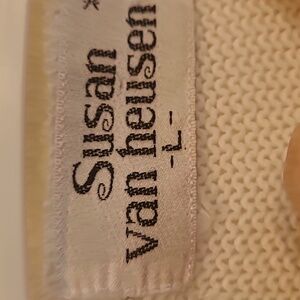 Susan
van heusen
-L-